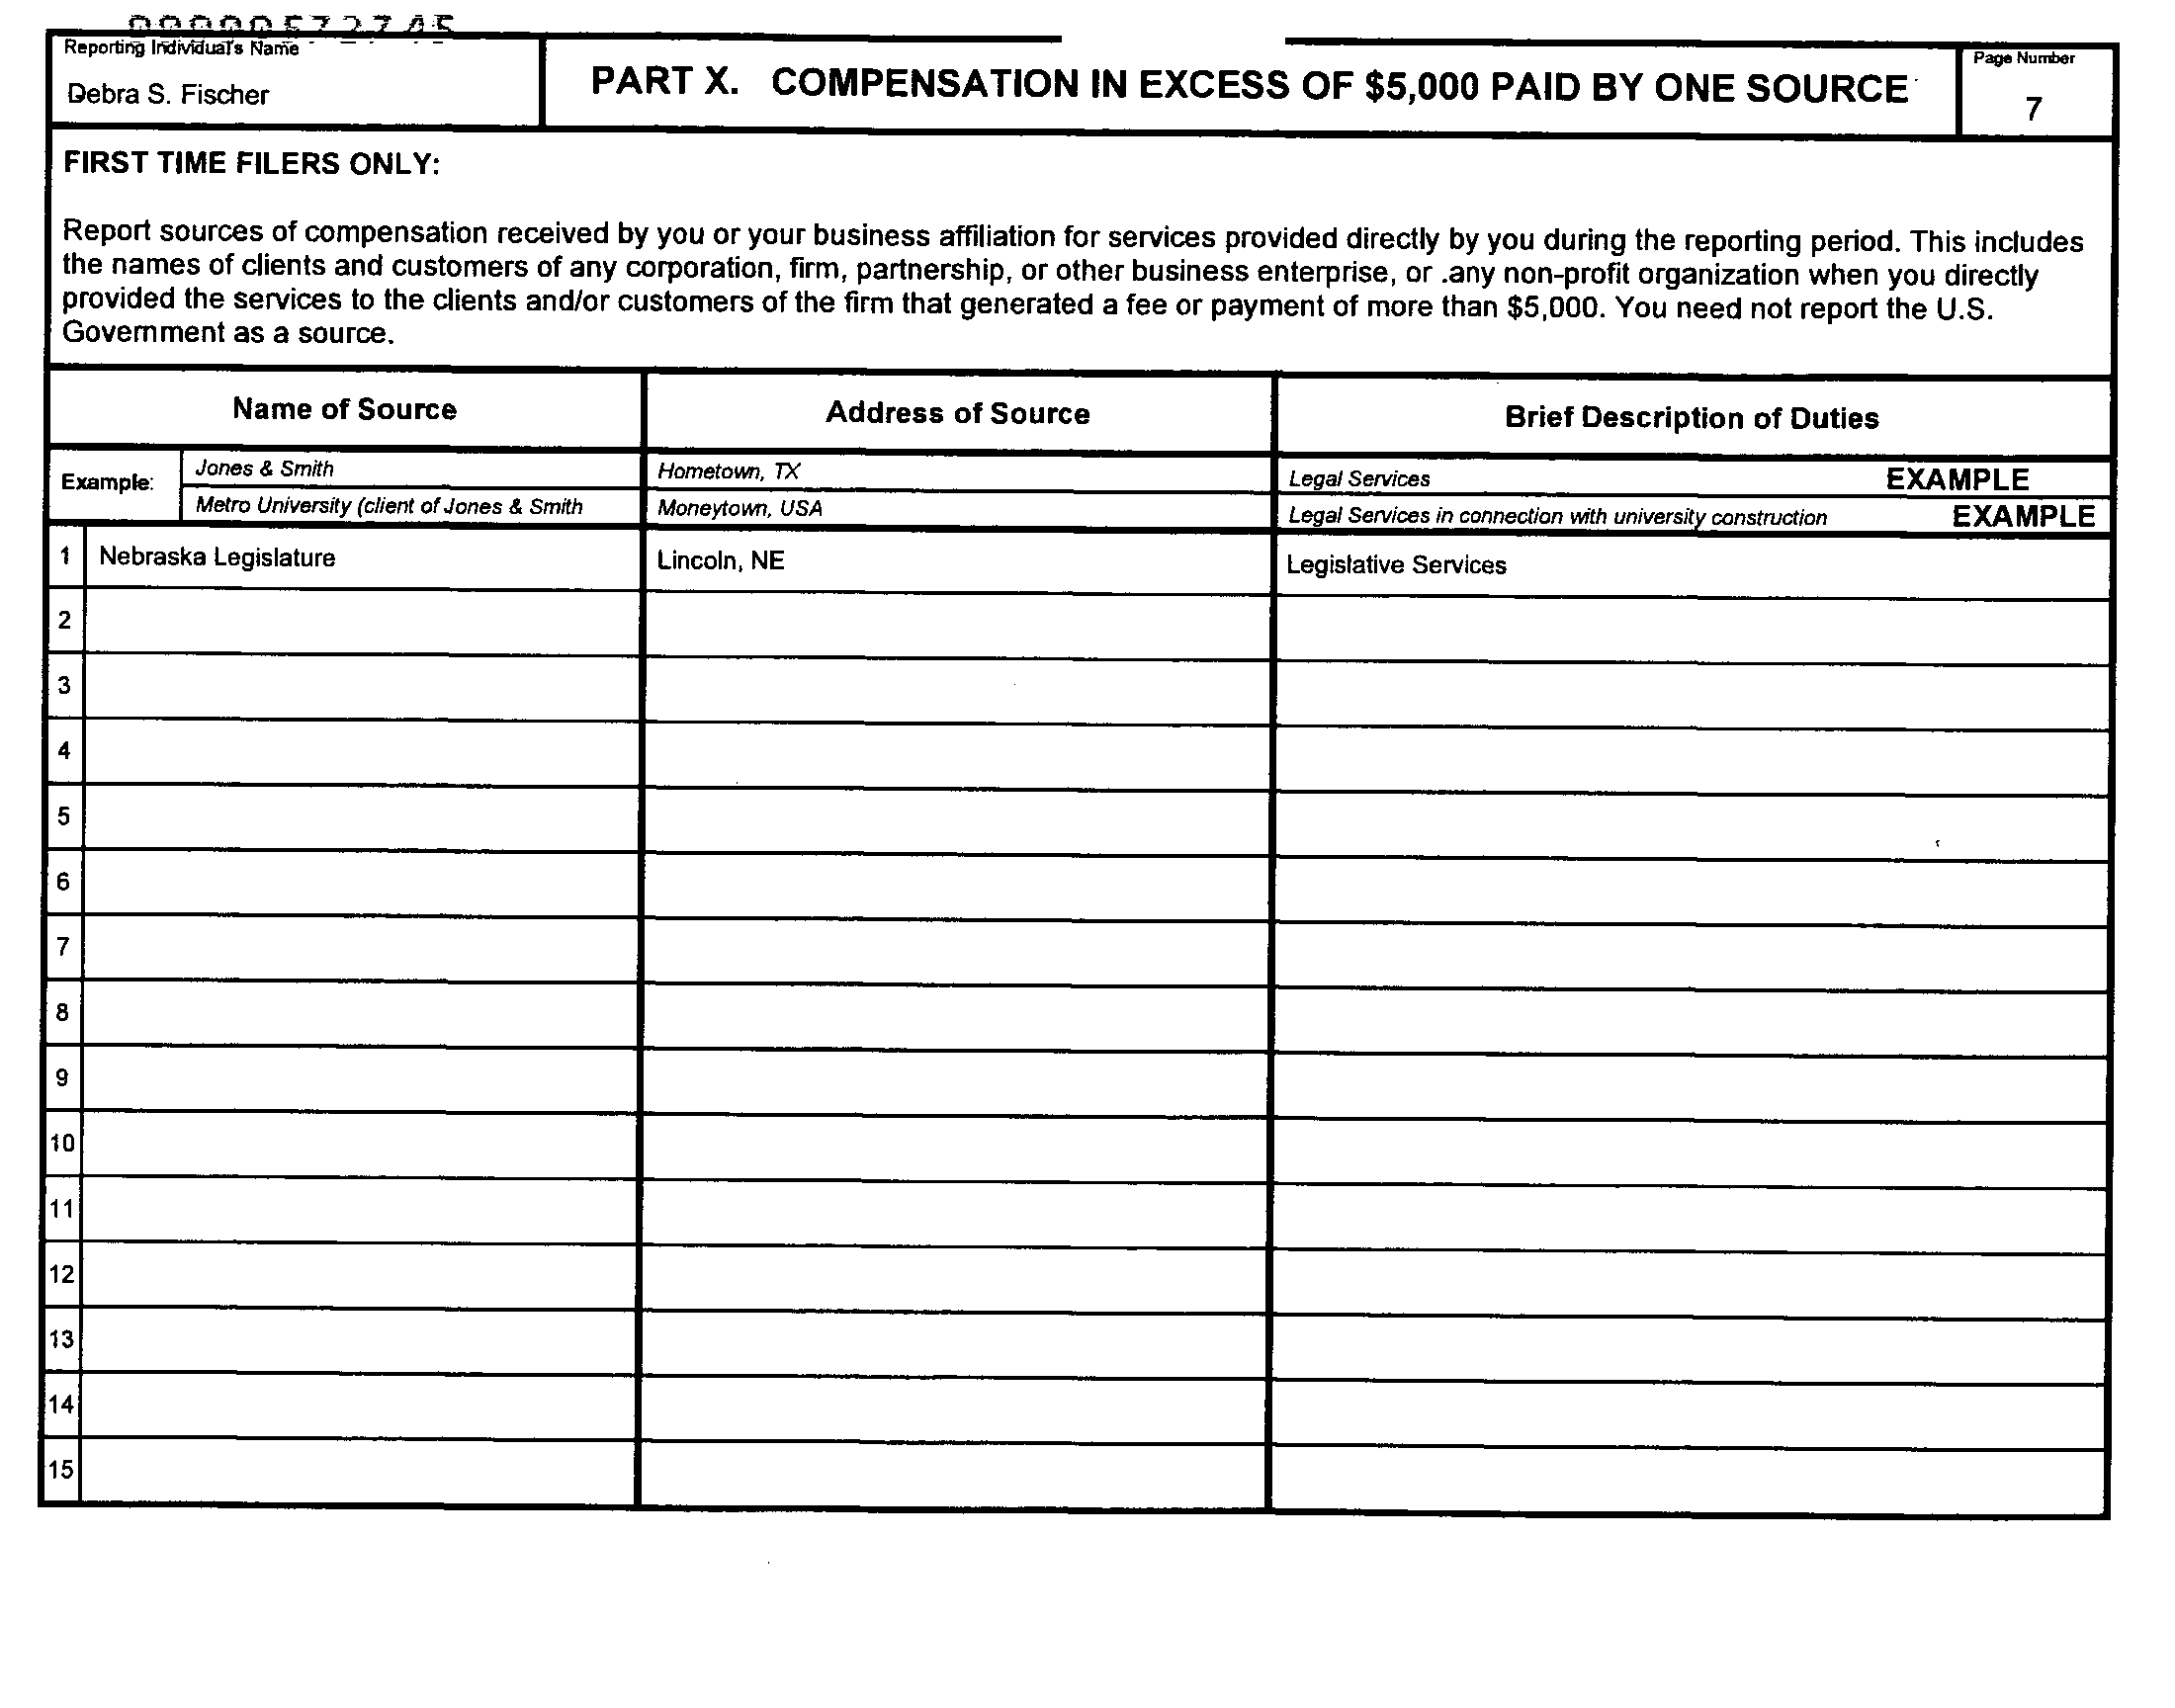 Reporting Individual's Name
Debra S. Fischer
PART X. COMPENSATION IN EXCESS OF $5,000 PAID BY ONE SOURCE
Page Number
7
FIRST TIME FILERS ONLY:
Report sources of compensation received by you or your business affiliation for services provided directly by you during the reporting period. This includes
the names of clients and customers of any corporation, firm, partnership, or other business enterprise, or .any non-profit organization when you directly
provided the services to the clients and/or customers of the firm that generated a fee or payment of more than $5,000. You need not report the U.S.
Government as a source.
Name of Source Address of Source Brief Description of Duties
Example:
Jones & Smith Hometown, TX Legal Services EXAMPLE
Metro University (client of Jones & Smith Moneytown, USA Legal Services in connection with university construction EXAMPLE
1 Nebraska Legislature Lincoln, NE Legislative Services
2
3
4
5
6
7
8
9
10
11
12
13
14
15